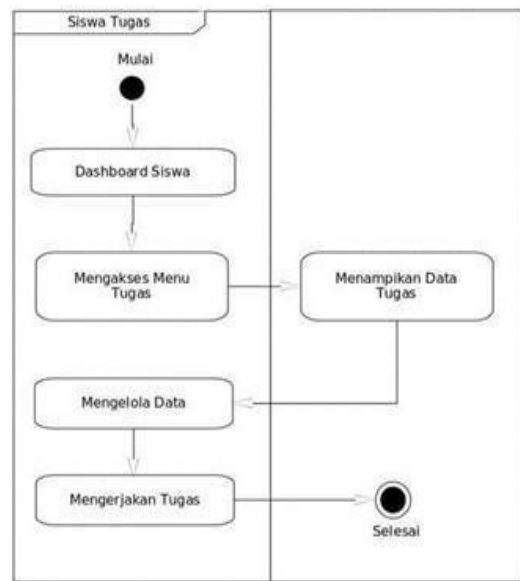 Siswa Tugas
Mulai
Dashboard Siswa
Mengakses Menu
Tugas
Menampikan Data
Tugas
Mengelola Data
Mengerjakan Tugas
Selesai